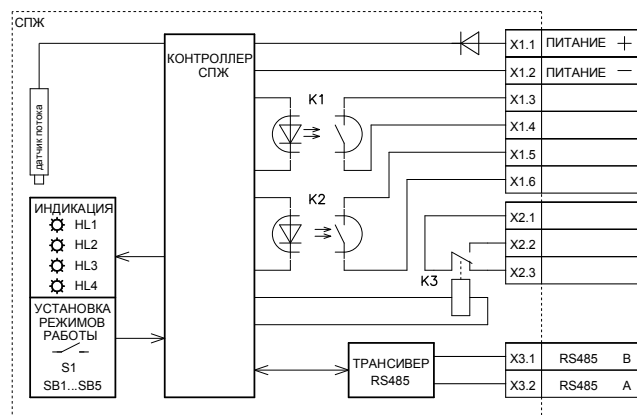 СПЖ
КОНТРОЛЛЕР
СПЖ
датчик потока
ИНДИКАЦИЯ
HL1
HL2
HL3
HL4
УСТАНОВКА
РЕЖИМОВ
РАБОТЫ
S1
SB1...SB5
K1
K2
K3
ТРАНСИВЕР
RS485
X1.1 ПИТАНИЕ +
X1.2 ПИТАНИЕ −
X1.3
X1.4
X1.5
X1.6
X2.1
X2.2
X2.3
X3.1 RS485 B
X3.2 RS485 A